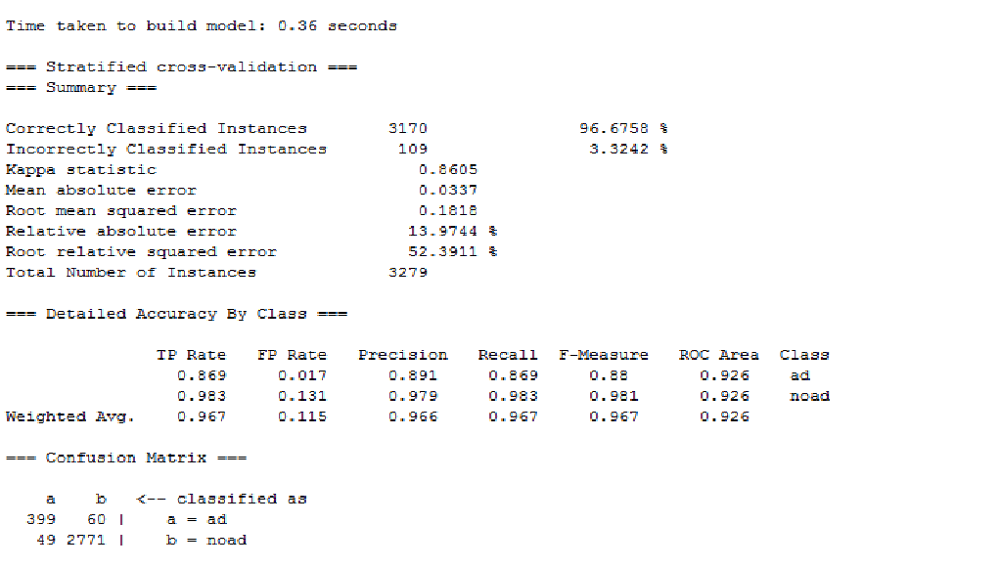 Time taken to build model: 0.36 seconds
=== Stratified cross-validation ===
=== Summary ===
Correctly Classified Instances        3170               96.6758 %
Incorrectly Classified Instances       109                3.3242 %
Kappa statistic                          0.8605
Mean absolute error                      0.0337
Root mean squared error                  0.1818
Relative absolute error                 13.9744 %
Root relative squared error             52.3911 %
Total Number of Instances             3279
=== Detailed Accuracy By Class ===
               TP Rate   FP Rate   Precision   Recall  F-Measure   ROC Area  Class
                 0.869     0.017      0.891     0.869     0.88       0.926    ad
                 0.983     0.131      0.979     0.983     0.981      0.926    noad
Weighted Avg.    0.967     0.115      0.966     0.967     0.967      0.926
=== Confusion Matrix ===
    a    b   <-- classified as
  399   60 |    a = ad
   49 2771 |    b = noad